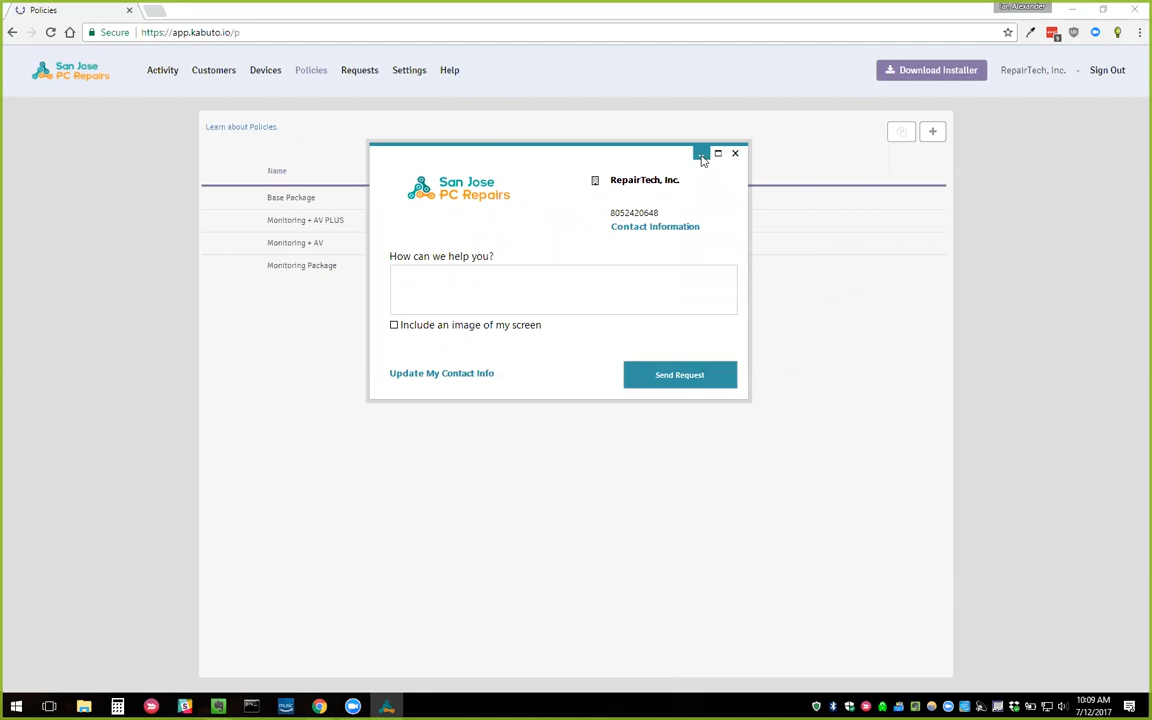 Policies
Ian Alexander
Secure
https://app.kabuto.io/p
San Jose
PC Repairs
Activity
Customers
Devices
Policies
Requests
Settings
Help
Download Installer
RepairTech, Inc.
-
Sign Out
Learn about Policies.
Name
Base Package
Monitoring + AV PLUS
Monitoring + AV
Monitoring Package
San Jose
PC Repairs
RepairTech, Inc.
8052420648
Contact Information
How can we help you?
Include an image of my screen
Update My Contact Info
Send Request
music
10:09 AM
7/12/2017